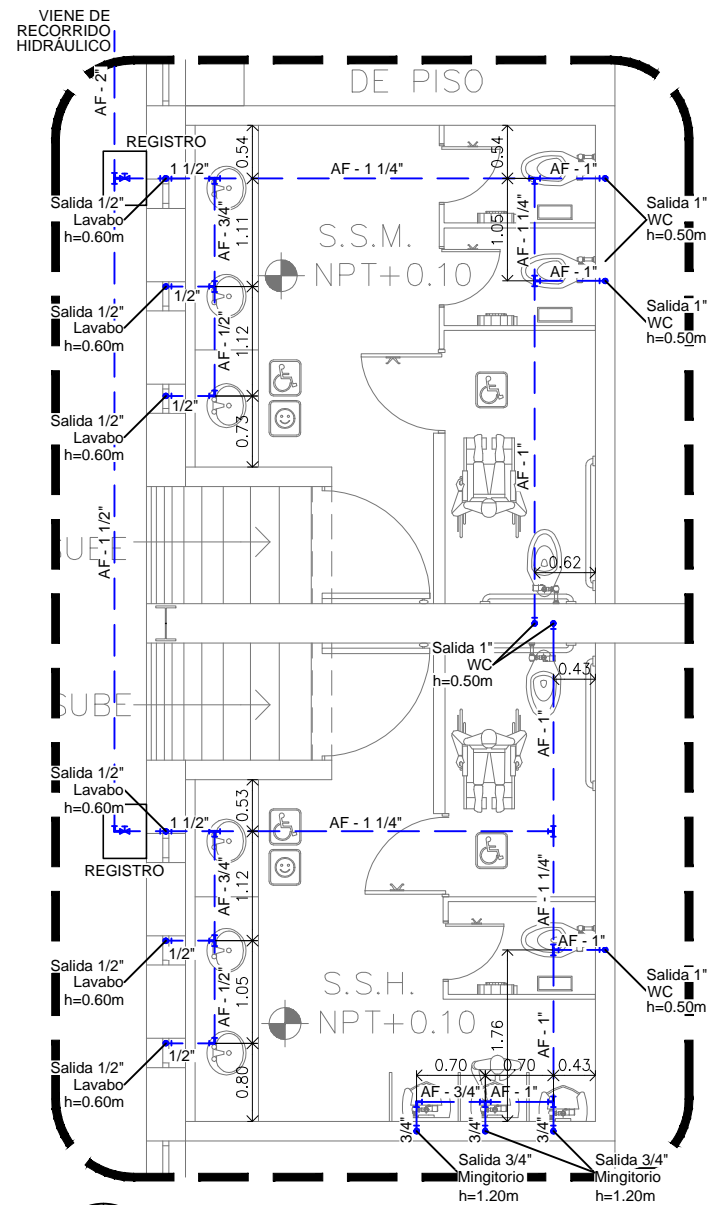 VIENE DE
RECORRIDO
HIDRÁULICO
DE PISO
AF - 2"
REGISTRO
1 1/2"
AF - 1 1/4"
AF - 1"
0.54
0.54
Salida 1/2"
Lavabo
h=0.60m
Salida 1"
WC
h=0.50m
AF - 3/4"
1.11
AF - 1 1/4"
1.05
S.S.M.
NPT+0.10
AF - 1"
1/2"
Salida 1/2"
Lavabo
h=0.60m
Salida 1"
WC
h=0.50m
AF - 1/2"
1.12
1/2"
Salida 1/2"
Lavabo
h=0.60m
0.73
AF - 1"
AF - 1 1/2"
SUBE
0.62
Salida 1"
WC
h=0.50m
0.43
SUBE
AF - 1"
Salida 1/2"
Lavabo
h=0.60m
0.53
1 1/2"
AF - 1 1/4"
REGISTRO
AF - 3/4"
1.12
AF - 1 1/4"
AF - 1"
1/2"
Salida 1/2"
Lavabo
h=0.60m
Salida 1"
WC
h=0.50m
S.S.H.
NPT+0.10
AF - 1/2"
1.05
1.76
AF - 1"
1/2"
Salida 1/2"
Lavabo
h=0.60m
0.80
0.70
0.70
0.43
AF - 3/4"
AF - 1"
3/4"
3/4"
3/4"
Salida 3/4"
Mingitorio
h=1.20m
Salida 3/4"
Mingitorio
h=1.20m